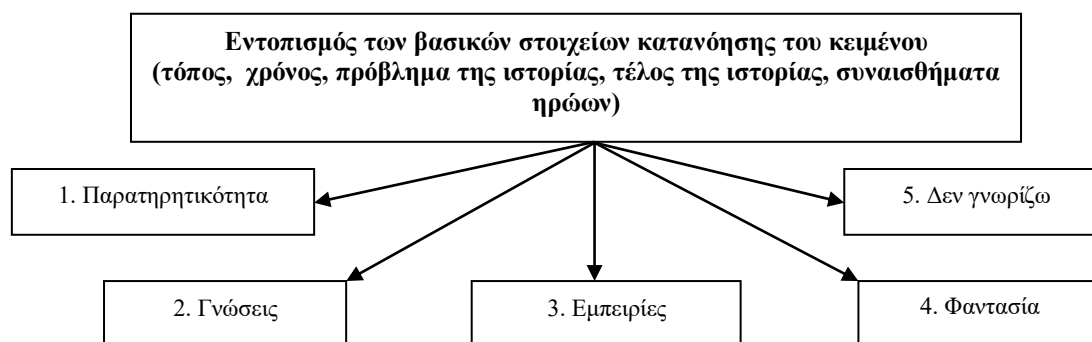 Εντοπισμός των βασικών στοιχείων κατανόησης του κειμένου
(τόπος, χρόνος, πρόβλημα της ιστορίας, τέλος της ιστορίας, συναισθήματα
ηρώων)
1. Παρατηρητικότητα
5. Δεν γνωρίζω
2. Γνώσεις
3. Εμπειρίες
4. Φαντασία